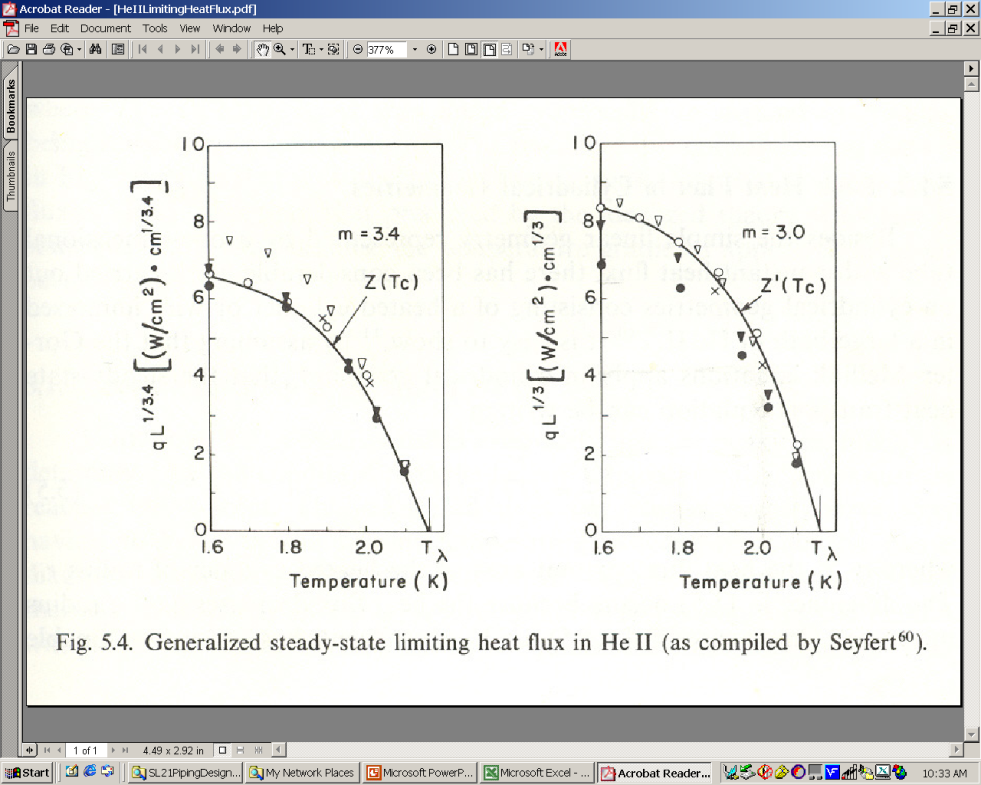 Acrobat Reader - [HeIILimitingHeatFlux.pdf]
File Edit Document Tools View Window Help
377%
Bookmarks
Thumbnails
10
8
6
4
2
0
qL^1/3.4 [(W/cm²)•cm^1/3.4]
m = 3.4
Z(Tc)
1.6 1.8 2.0 Tλ
Temperature (K)
10
8
6
4
2
0
qL^1/3 [(W/cm²)•cm^1/3]
m = 3.0
Z'(Tc)
1.6 1.8 2.0 Tλ
Temperature (K)
Fig. 5.4. Generalized steady-state limiting heat flux in He II (as compiled by Seyfert⁶⁰).
1 of 1 4.49 x 2.92 in
Start SL21PipingDesign... My Network Places Microsoft PowerP... Microsoft Excel - ... Acrobat Reader... 10:33 AM